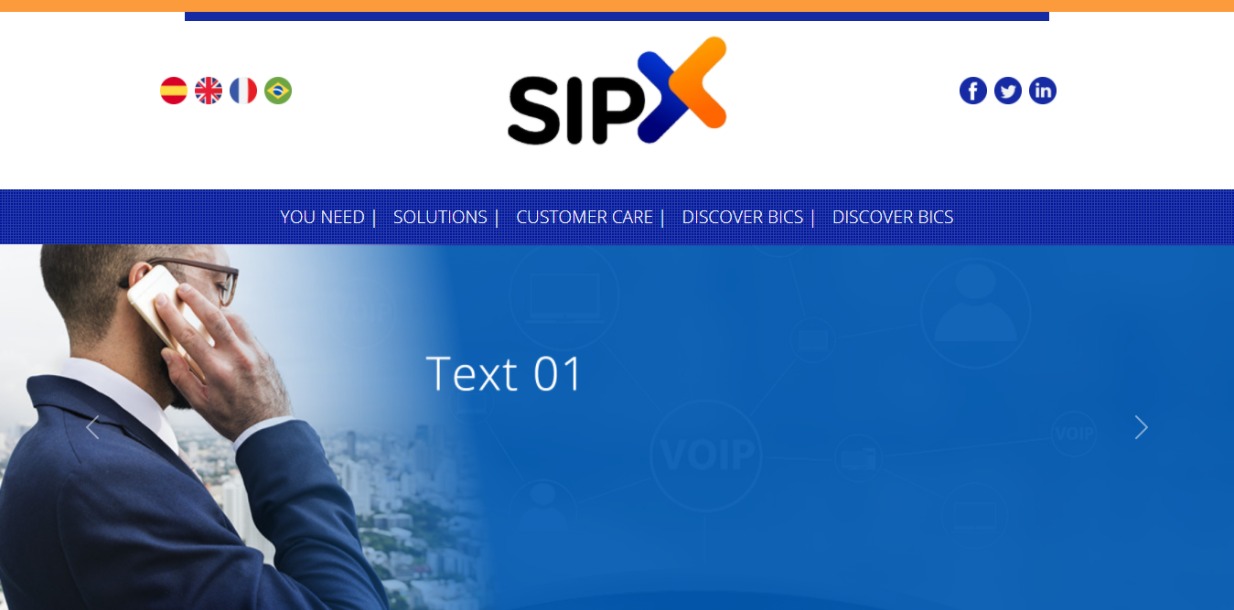 SIPX
YOU NEED | SOLUTIONS | CUSTOMER CARE | DISCOVER BICS | DISCOVER BICS
Text 01
VOIP
VOIP